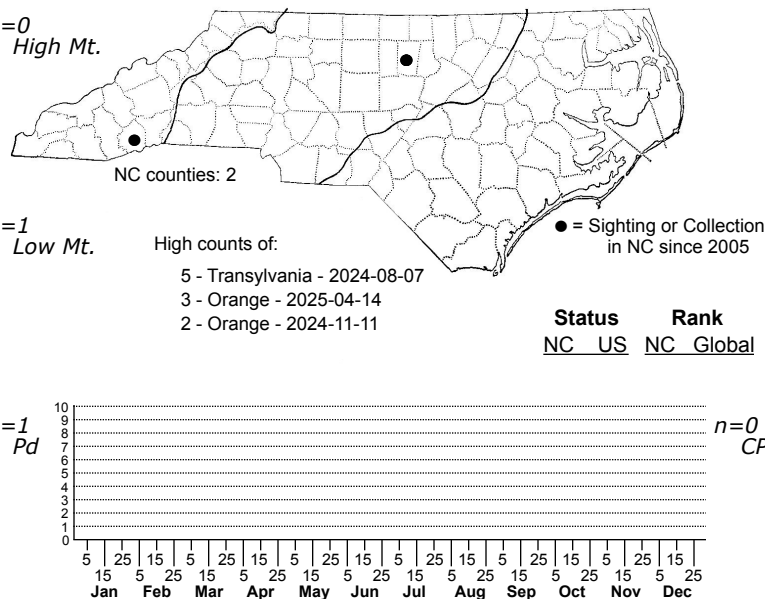 =0
High Mt.
NC counties: 2
=1
Low Mt.
High counts of:
5 - Transylvania - 2024-08-07
3 - Orange - 2025-04-14
2 - Orange - 2024-11-11
= Sighting or Collection
in NC since 2005
Status Rank
NC US NC Global
=1
Pd
n=0
CP
10
9
8
7
6
5
4
3
2
1
0
5 25 15 5 25 15 5 25 15 5 25 15 5 25 15 5 25 15
15 5 25 15 5 25 15 5 25 15 5 25 15 5 25 15 5 25
Jan Feb Mar Apr May Jun Jul Aug Sep Oct Nov Dec